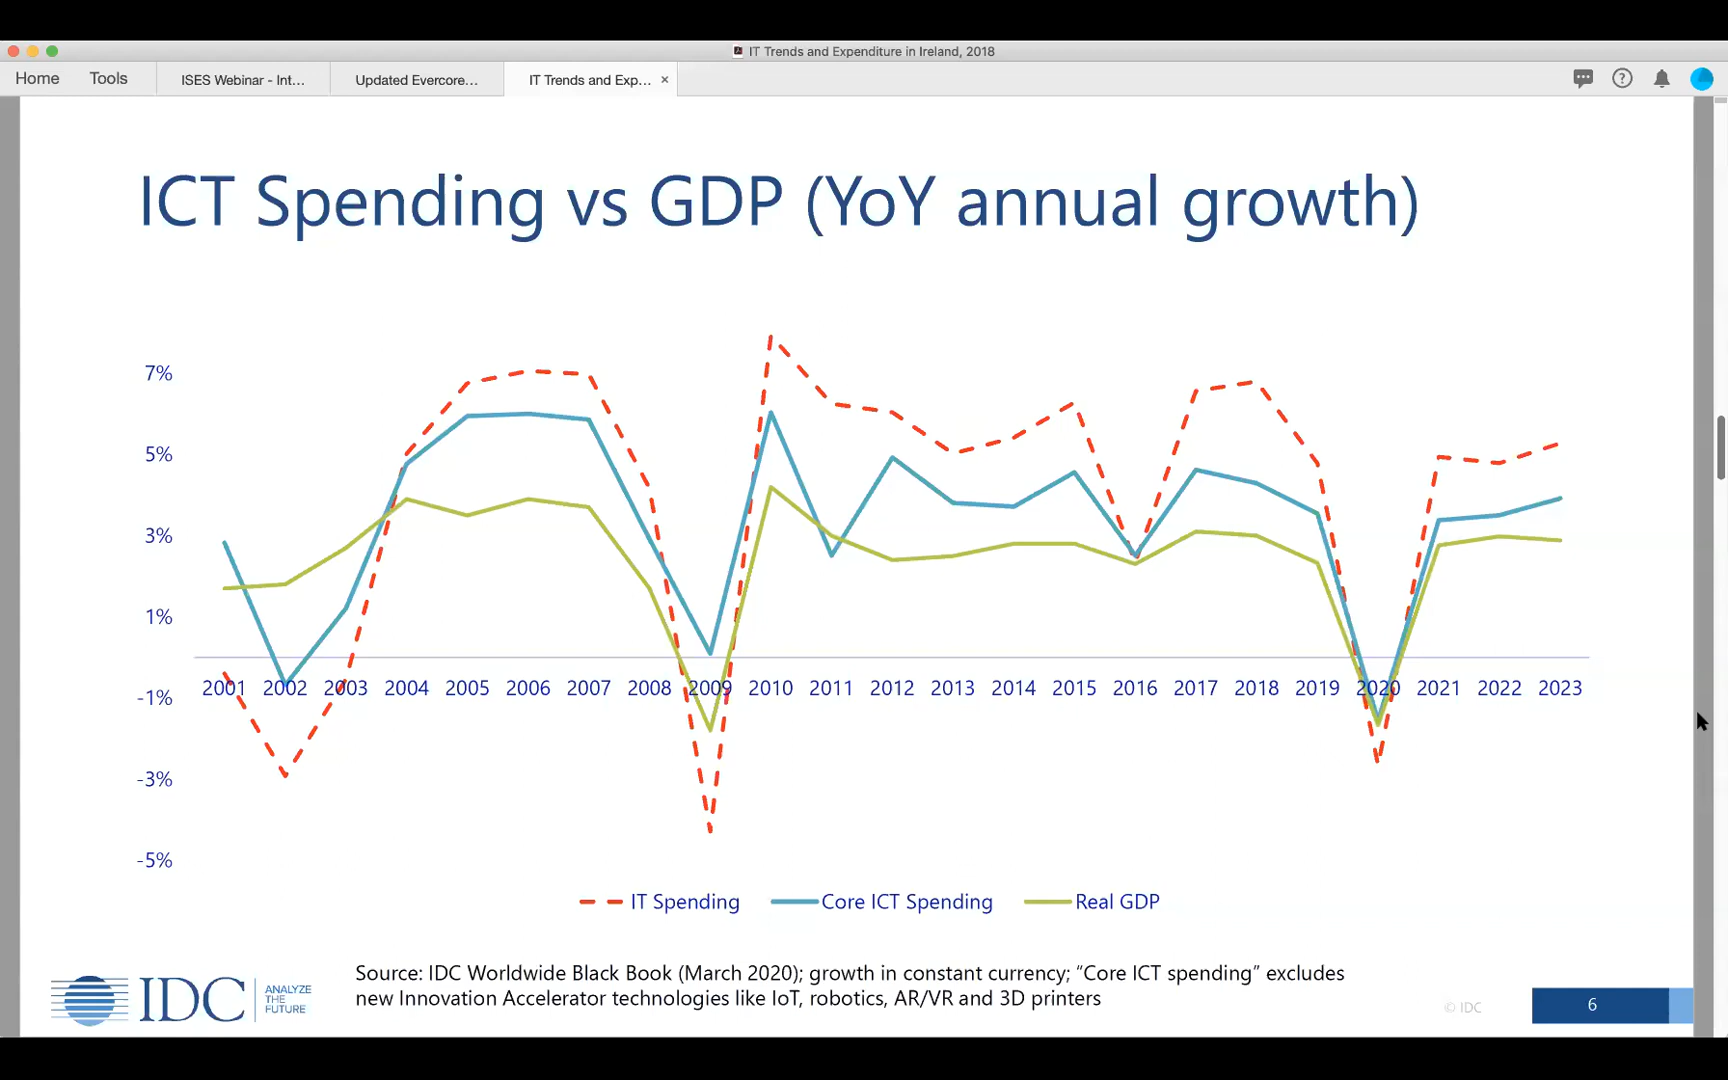 IT Trends and Expenditure in Ireland, 2018
Home Tools ISES Webinar - Int... Updated Evercore... IT Trends and Exp... ×
?
ICT Spending vs GDP (YoY annual growth)
7%
5%
3%
1%
-1%
-3%
-5%
2001 2002 2003 2004 2005 2006 2007 2008 2009 2010 2011 2012 2013 2014 2015 2016 2017 2018 2019 2020 2021 2022 2023
IT Spending Core ICT Spending Real GDP
Source: IDC Worldwide Black Book (March 2020); growth in constant currency; “Core ICT spending” excludes
new Innovation Accelerator technologies like IoT, robotics, AR/VR and 3D printers
IDC
ANALYZE
THE
FUTURE
© IDC
6